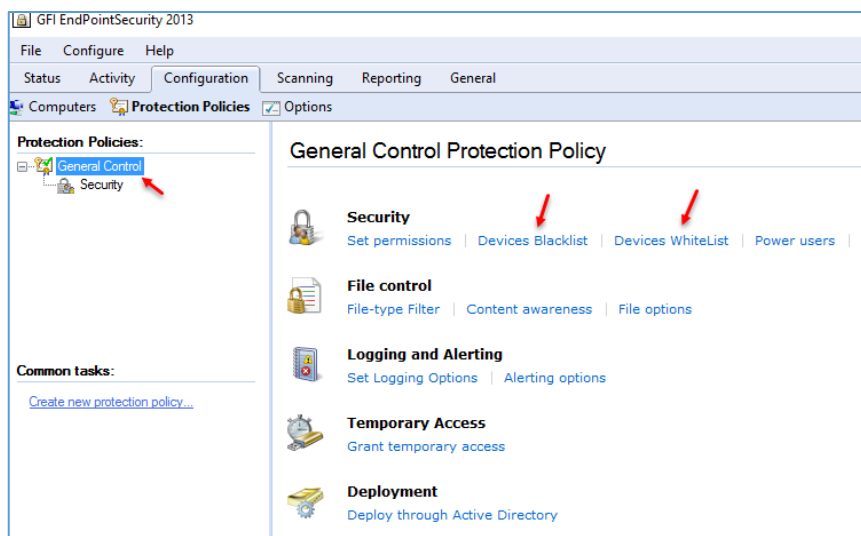 GFI EndPointSecurity 2013
File Configure Help
Status Activity Configuration Scanning Reporting General
Computers Protection Policies Options
Protection Policies:
General Control
Security
Common tasks:
Create new protection policy...
General Control Protection Policy
Security
Set permissions | Devices Blacklist | Devices WhiteList | Power users |
File control
File-type Filter | Content awareness | File options
Logging and Alerting
Set Logging Options | Alerting options
Temporary Access
Grant temporary access
Deployment
Deploy through Active Directory